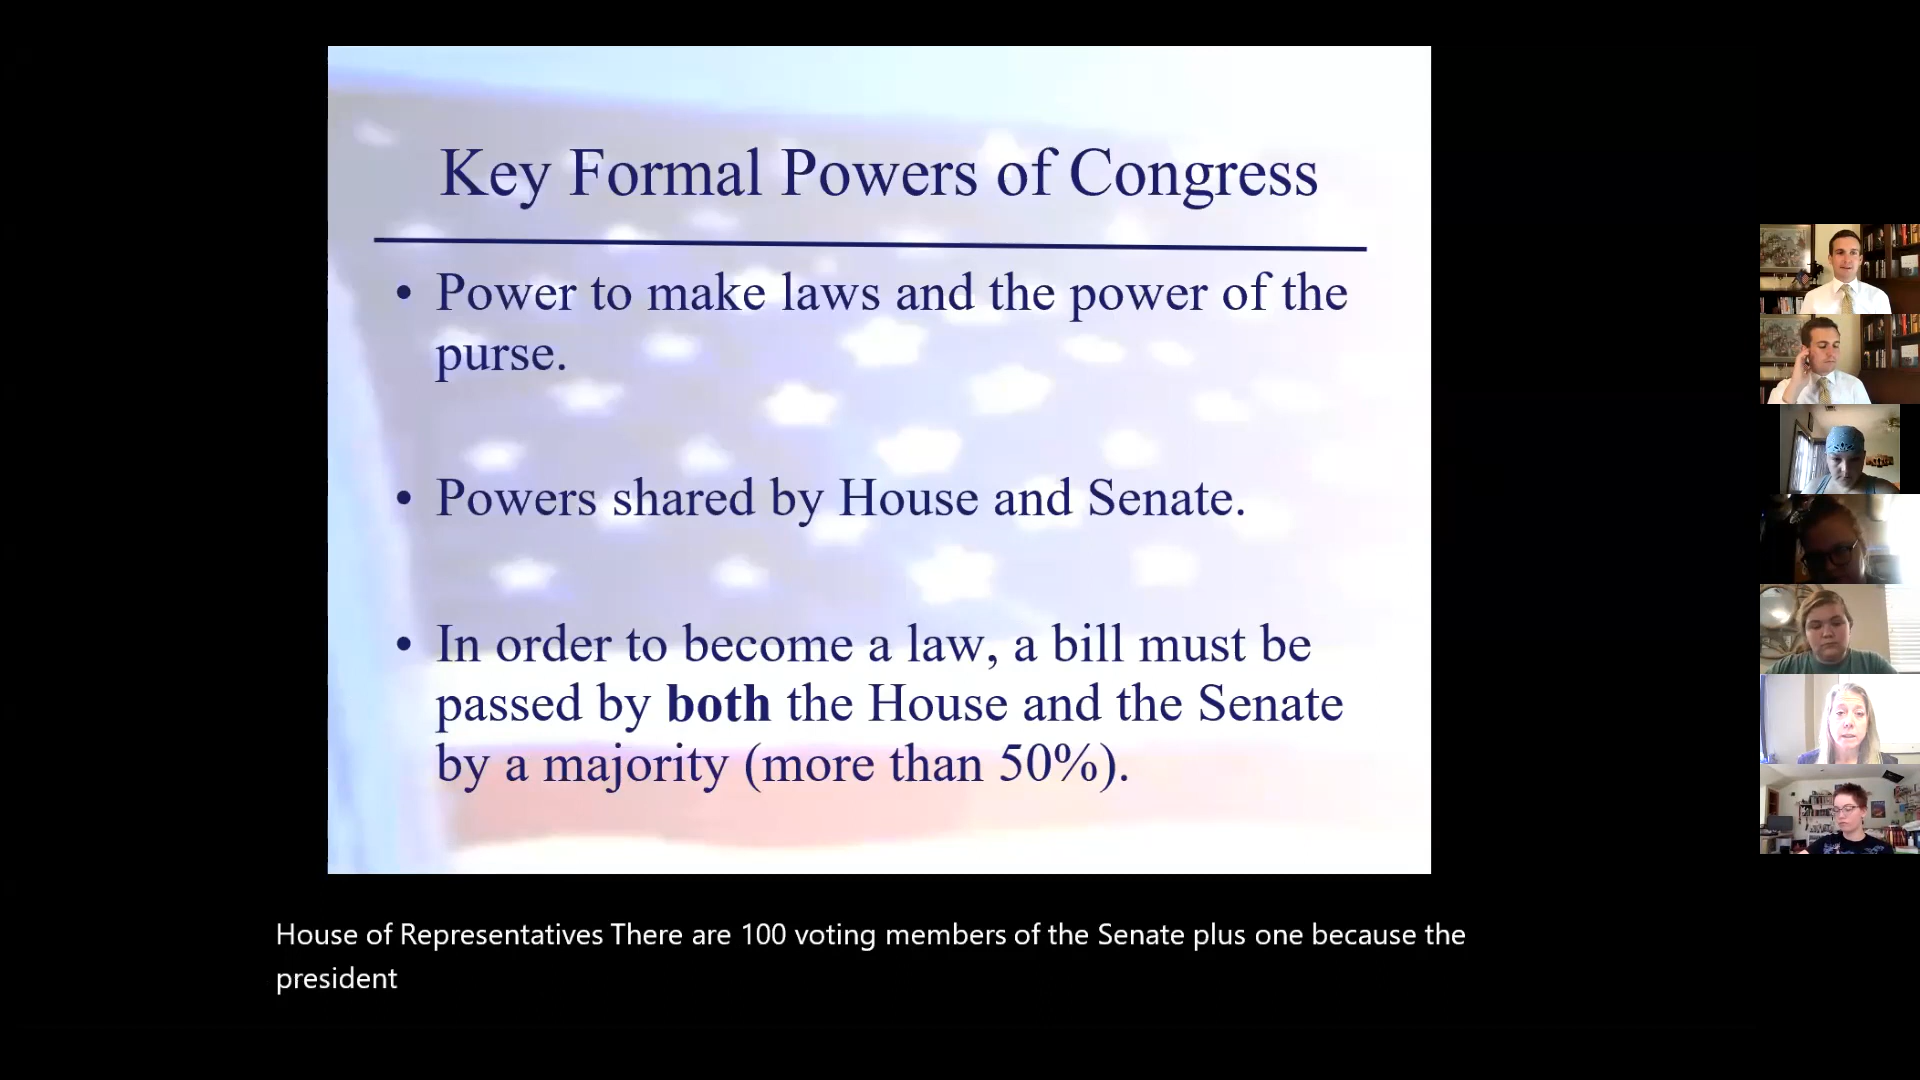 Key Formal Powers of Congress
• Power to make laws and the power of the
purse.
• Powers shared by House and Senate.
• In order to become a law, a bill must be
passed by both the House and the Senate
by a majority (more than 50%).
House of Representatives There are 100 voting members of the Senate plus one because the
president